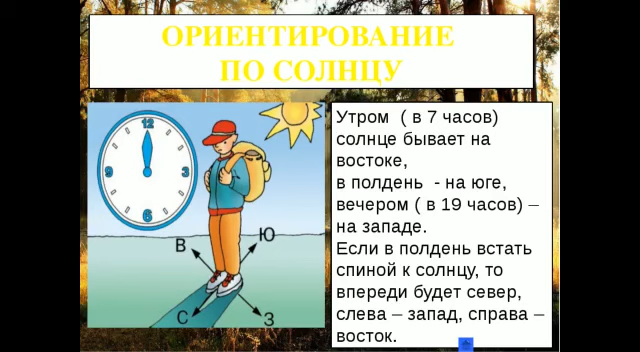 ОРИЕНТИРОВАНИЕ
ПО СОЛНЦУ
12
3
6
9
В
Ю
С
З
Утром ( в 7 часов)
солнце бывает на
востоке,
в полдень - на юге,
вечером ( в 19 часов) –
на западе.
Если в полдень встать
спиной к солнцу, то
впереди будет север,
слева – запад, справа –
восток.